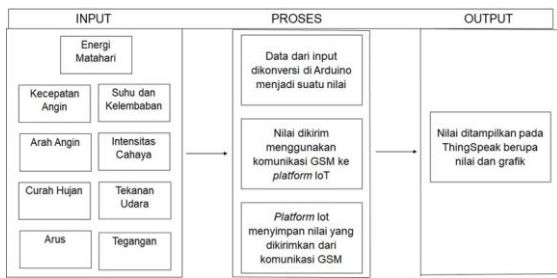 INPUT
PROSES
OUTPUT
Energi
Matahari
Kecepatan
Angin
Suhu dan
Kelembaban
Arah Angin
Intensitas
Cahaya
Curah Hujan
Tekanan
Udara
Arus
Tegangan
Data dari input
dikonversi di Arduino
menjadi suatu nilai
Nilai dikirim
menggunakan
komunikasi GSM ke
platform IoT
Platform Iot
menyimpan nilai yang
dikirimkan dari
komunikasi GSM
Nilai ditampilkan pada
ThingSpeak berupa
nilai dan grafik